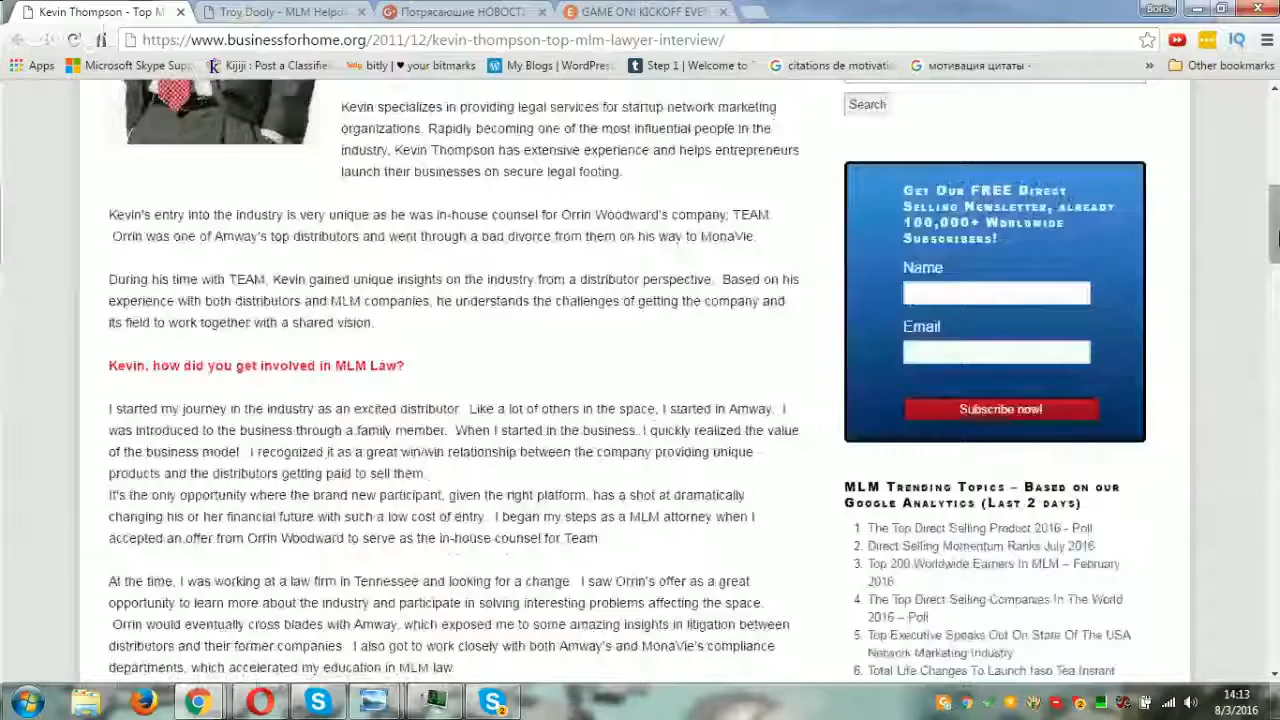 Kevin Thompson - Top M
Troy Dooly - MLM Helpd
Потрясающие НОВОСТ
GAME ON! KICKOFF EVE
Boris
https://www.businessforhome.org/2011/12/kevin-thompson-top-mlm-lawyer-interview/
Apps
Microsoft Skype Supp
Kijiji : Post a Classifie
bitly | ♥ your bitmarks
My Blogs | WordPres
Step 1 | Welcome to
citations de motivatio
мотивация цитаты -
»
Other bookmarks
Kevin specializes in providing legal services for startup network marketing
organizations. Rapidly becoming one of the most influential people in the
industry, Kevin Thompson has extensive experience and helps entrepreneurs
launch their businesses on secure legal footing.
Kevin's entry into the industry is very unique as he was in-house counsel for Orrin Woodward's company, TEAM.
Orrin was one of Amway's top distributors and went through a bad divorce from them on his way to MonaVie.
During his time with TEAM, Kevin gained unique insights on the industry from a distributor perspective. Based on his
experience with both distributors and MLM companies, he understands the challenges of getting the company and
its field to work together with a shared vision.
Kevin, how did you get involved in MLM Law?
I started my journey in the industry as an excited distributor. Like a lot of others in the space, I started in Amway. I
was introduced to the business through a family member. When I started in the business, I quickly realized the value
of the business model. I recognized it as a great win/win relationship between the company providing unique
products and the distributors getting paid to sell them.
It's the only opportunity where the brand new participant, given the right platform, has a shot at dramatically
changing his or her financial future with such a low cost of entry. I began my steps as a MLM attorney when I
accepted an offer from Orrin Woodward to serve as the in-house counsel for Team.
At the time, I was working at a law firm in Tennessee and looking for a change. I saw Orrin's offer as a great
opportunity to learn more about the industry and participate in solving interesting problems affecting the space.
Orrin would eventually cross blades with Amway, which exposed me to some amazing insights in litigation between
distributors and their former companies. I also got to work closely with both Amway's and MonaVie's compliance
departments, which accelerated my education in MLM law.
Search
Get Our FREE Direct
Selling Newsletter, already
100,000+ Worldwide
Subscribers!
Name
Email
Subscribe now!
MLM Trending Topics – Based on our
Google Analytics (Last 2 days)
1. The Top Direct Selling Product 2016 - Poll
2. Direct Selling Momentum Ranks July 2016
3. Top 200 Worldwide Earners In MLM – February
2016
4. The Top Direct Selling Companies In The World
2016 – Poll
5. Top Executive Speaks Out On State Of The USA
Network Marketing Industry
6. Total Life Changes To Launch Iaso Tea Instant
14:13
8/3/2016